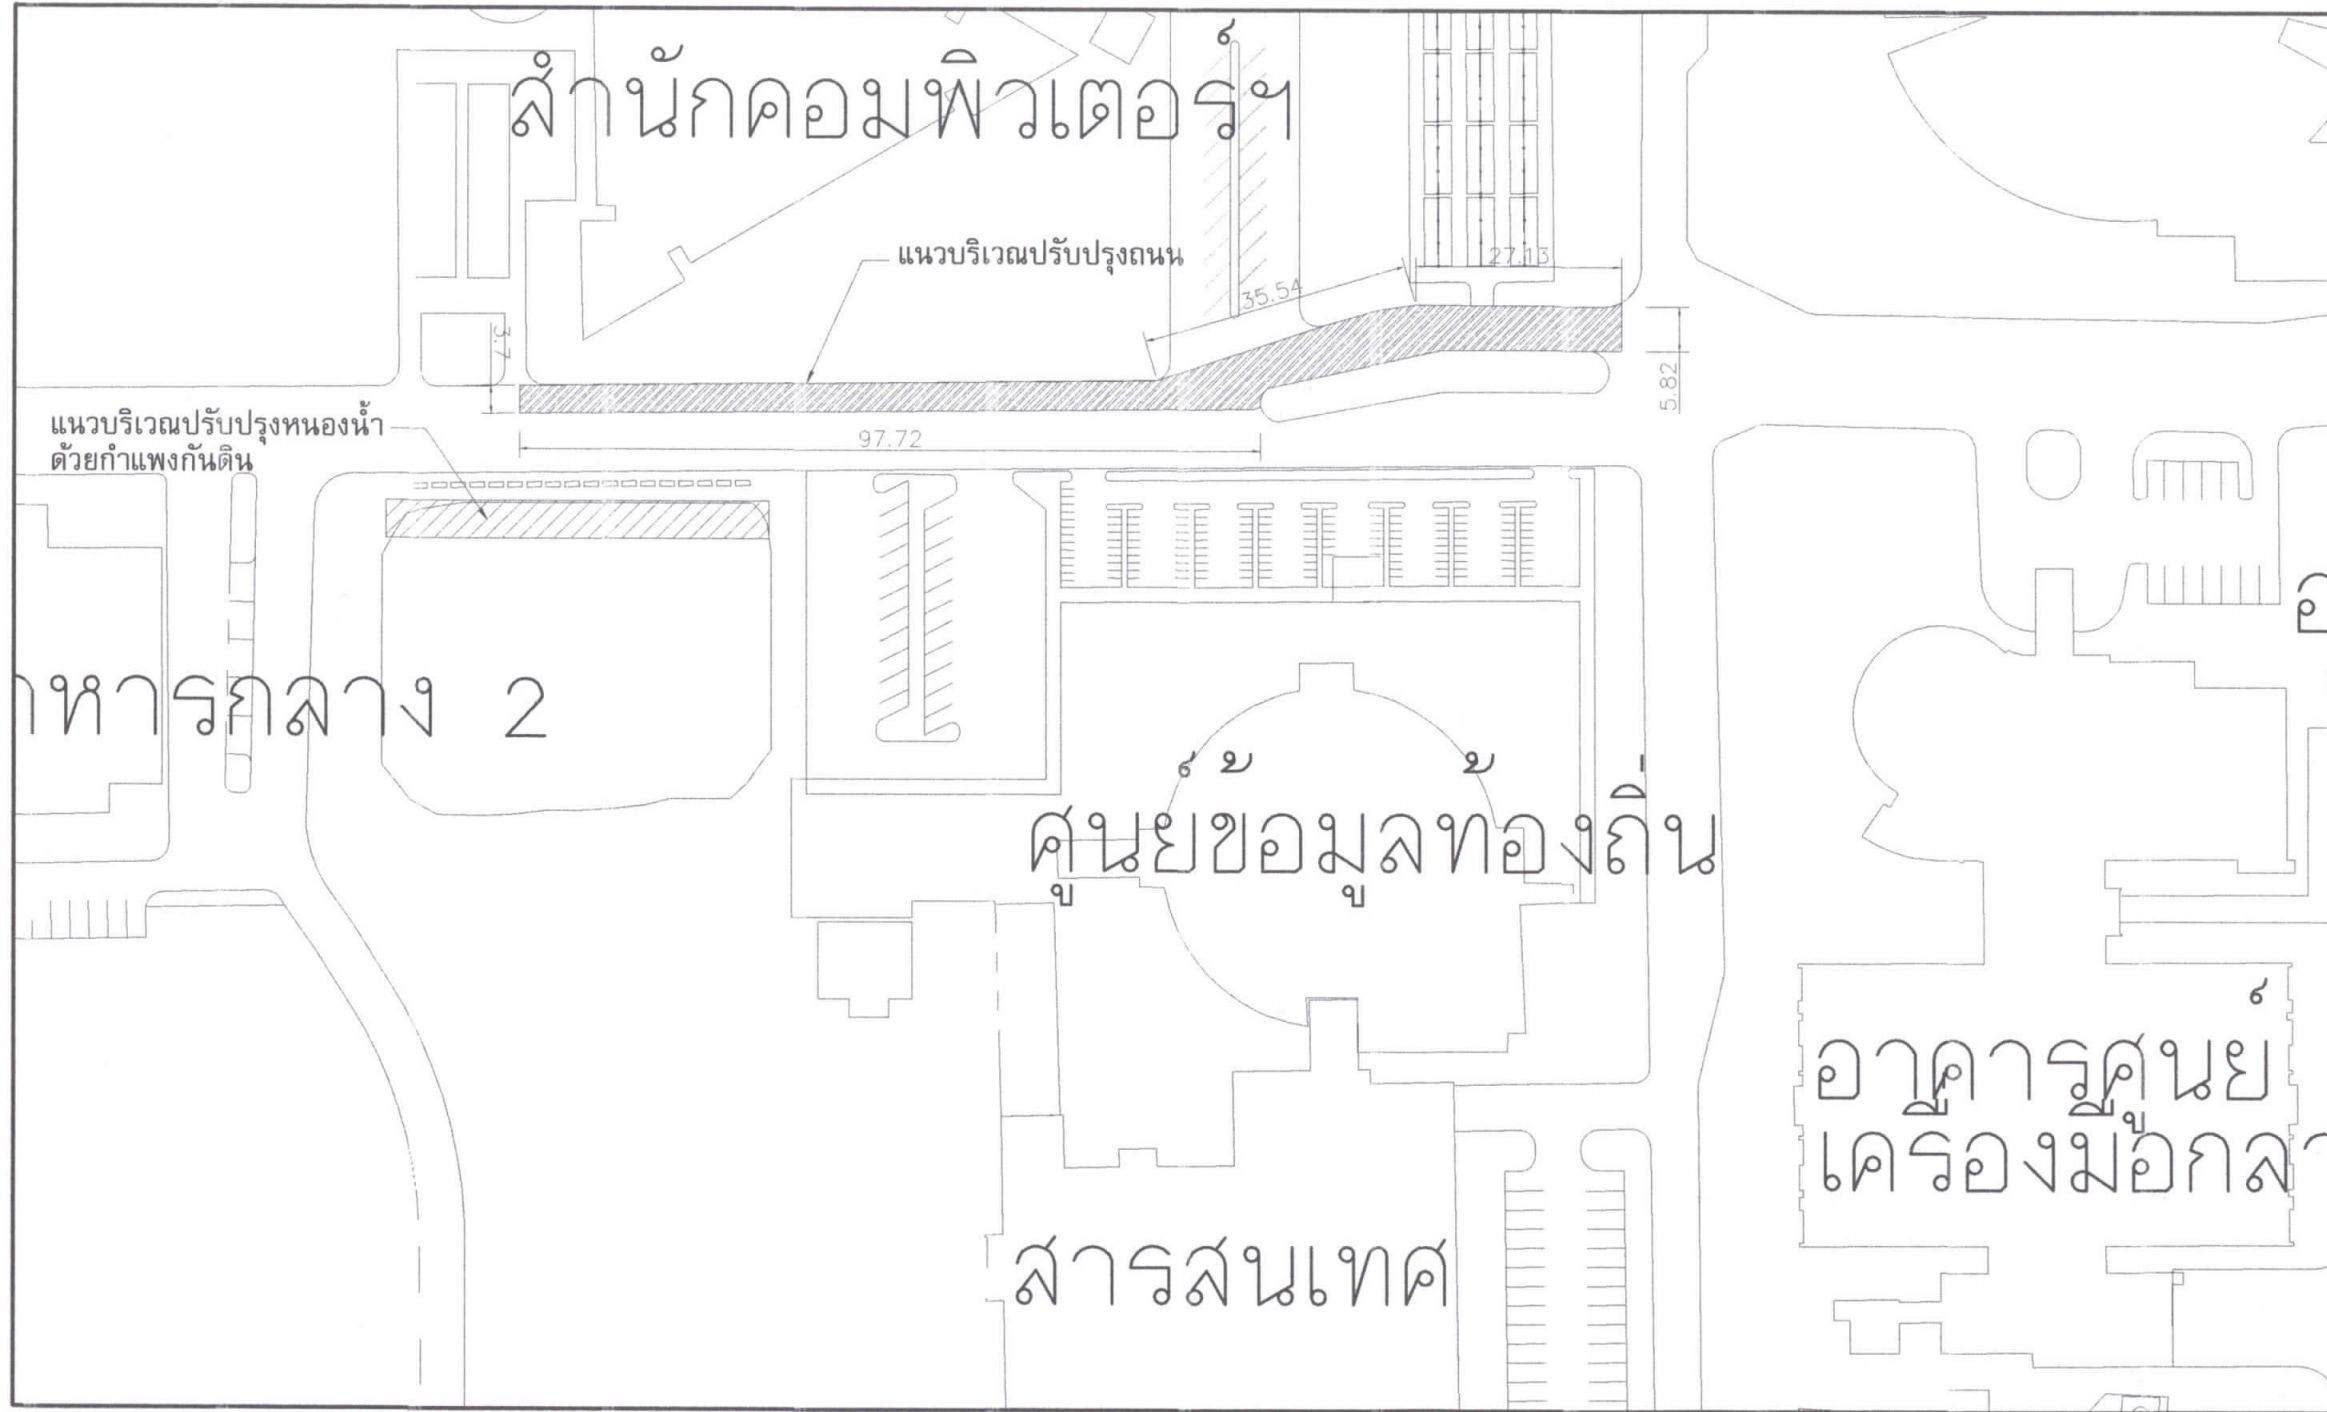 สำนักคอมพิวเตอร์ฯ
แนวบริเวณปรับปรุงถนน
27.13
35.54
3.7
5.82
97.72
แนวบริเวณปรับปรุงหนองน้ำ
ด้วยกำแพงกันดิน
าหารกลาง 2
ศูนย์ข้อมูลท้องถิ่น
อาคารศูนย์
เครื่องมือกลา
สารสนเทศ